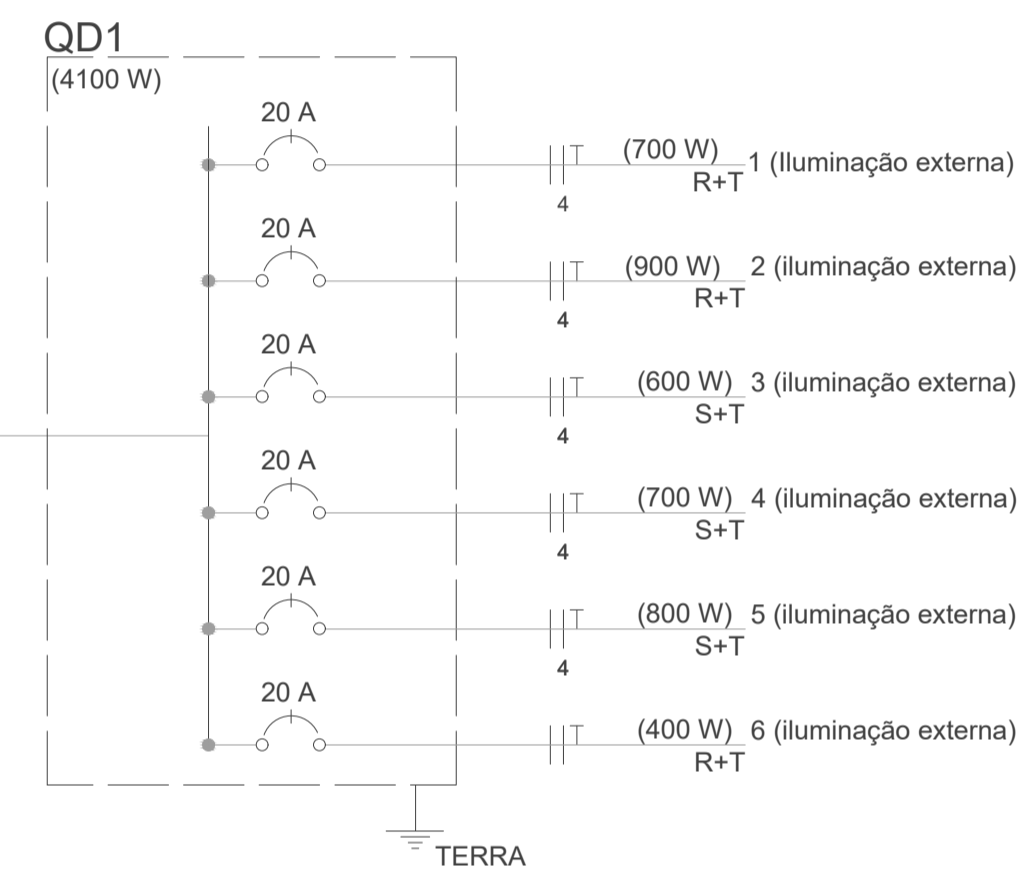 QD1
(4100 W)
20 A
T
4
(700 W)
R+T
1 (Iluminação externa)
20 A
T
4
(900 W)
R+T
2 (iluminação externa)
20 A
T
4
(600 W)
S+T
3 (iluminação externa)
20 A
T
4
(700 W)
S+T
4 (iluminação externa)
20 A
T
4
(800 W)
S+T
5 (iluminação externa)
20 A
T
(400 W)
R+T
6 (iluminação externa)
TERRA